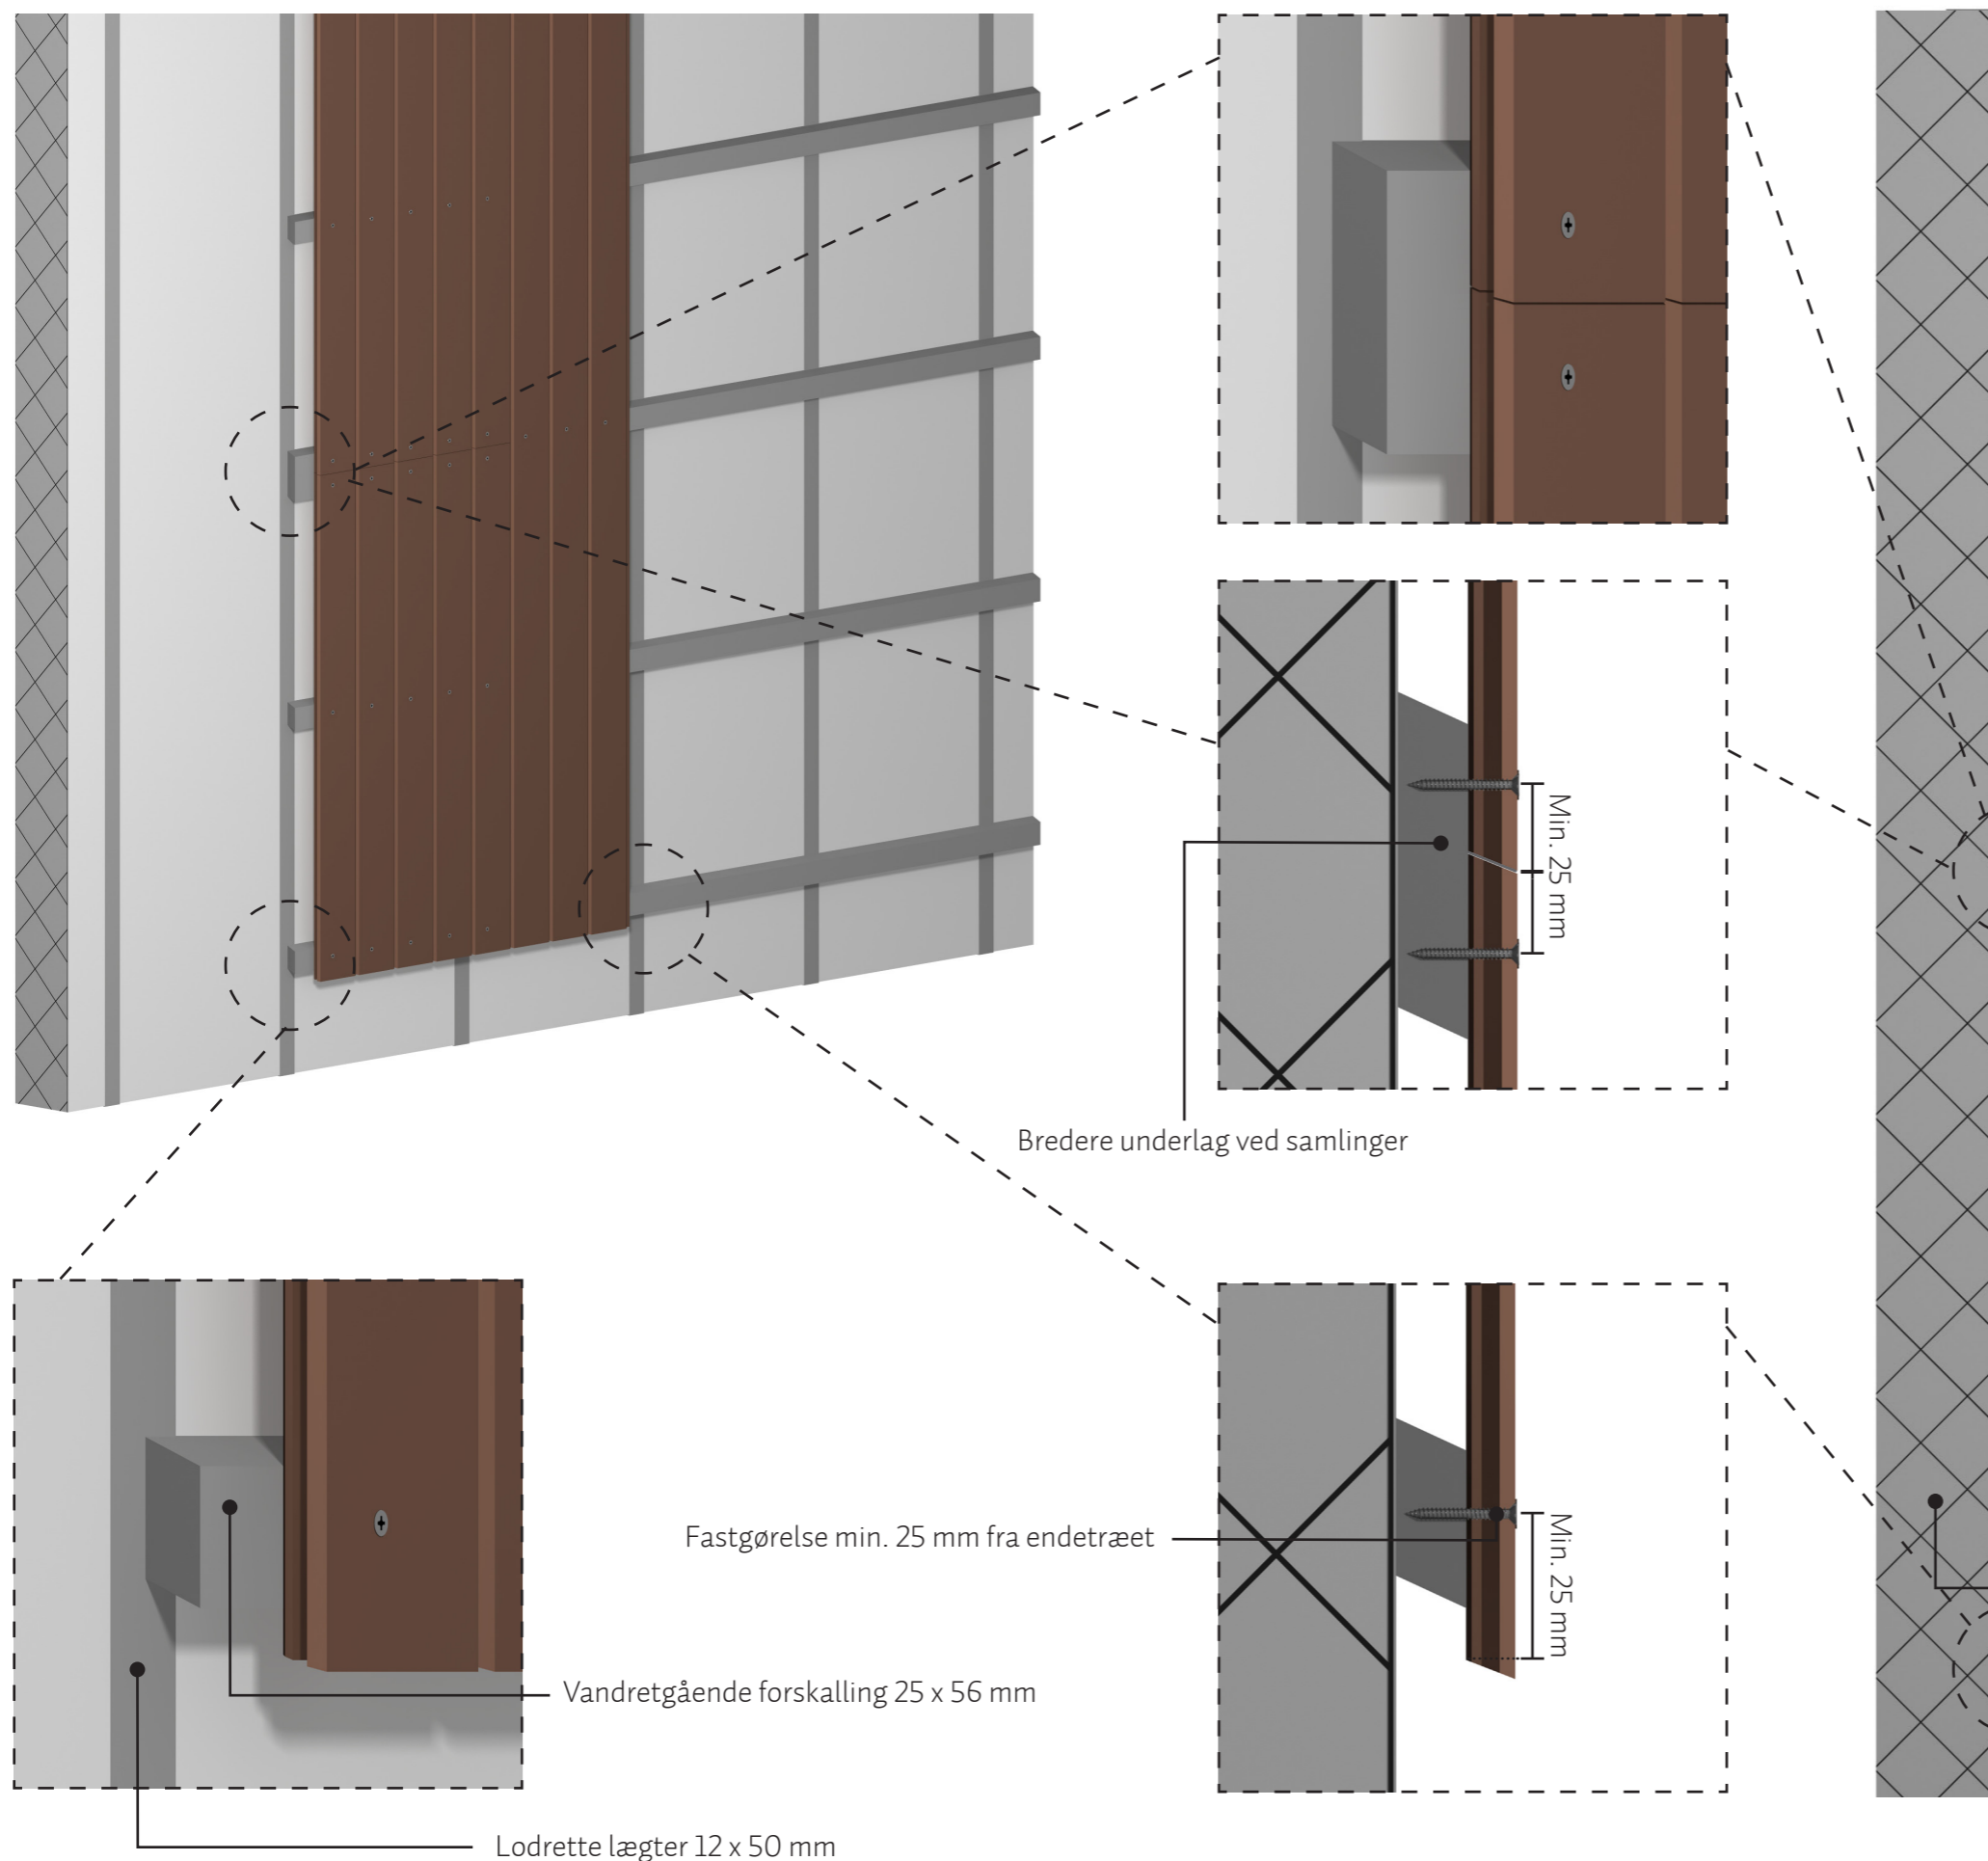 Min. 25 mm
Bredere underlag ved samlinger
Fastgørelse min. 25 mm fra endetræet
Min. 25 mm
Vandretgående forskalling 25 x 56 mm
Lodrette lægter 12 x 50 mm